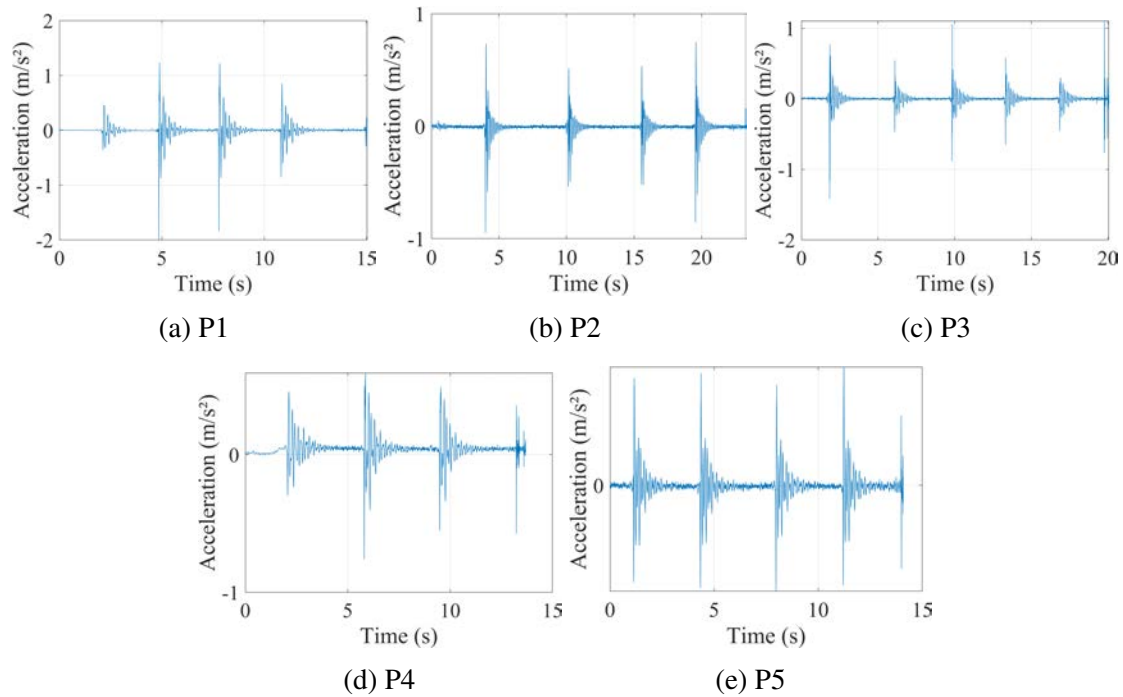 2
1
0
-1
-2
Acceleration (m/s²)
0 5 10 15
Time (s)
(a) P1
1
0
-1
Acceleration (m/s²)
0 5 10 15 20
Time (s)
(b) P2
1
0
-1
-2
Acceleration (m/s²)
0 5 10 15 20
Time (s)
(c) P3
0
-1
Acceleration (m/s²)
0 5 10 15
Time (s)
(d) P4
0
Acceleration (m/s²)
0 5 10 15
Time (s)
(e) P5